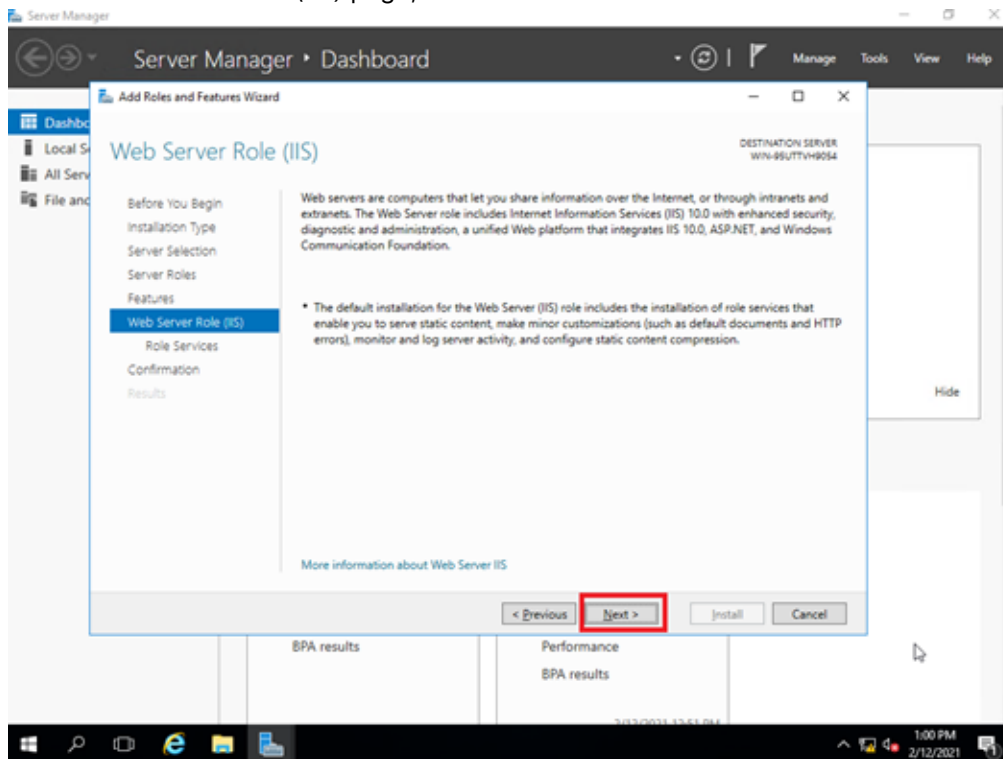 Server Manager
Server Manager ‣ Dashboard
Manage Tools View Help
Add Roles and Features Wizard
Dashbo
Local S
All Serv
File and
Web Server Role (IIS)
DESTINATION SERVER
WIN-95UTTVH9054
Before You Begin
Installation Type
Server Selection
Server Roles
Features
Web Server Role (IIS)
Role Services
Confirmation
Results
Web servers are computers that let you share information over the Internet, or through intranets and
extranets. The Web Server role includes Internet Information Services (IIS) 10.0 with enhanced security,
diagnostic and administration, a unified Web platform that integrates IIS 10.0, ASP.NET, and Windows
Communication Foundation.
• The default installation for the Web Server (IIS) role includes the installation of role services that
enable you to serve static content, make minor customizations (such as default documents and HTTP
errors), monitor and log server activity, and configure static content compression.
More information about Web Server IIS
< Previous Next > Install Cancel
Hide
BPA results
Performance
BPA results
2/12/2021 12:51 PM
1:00 PM
2/12/2021